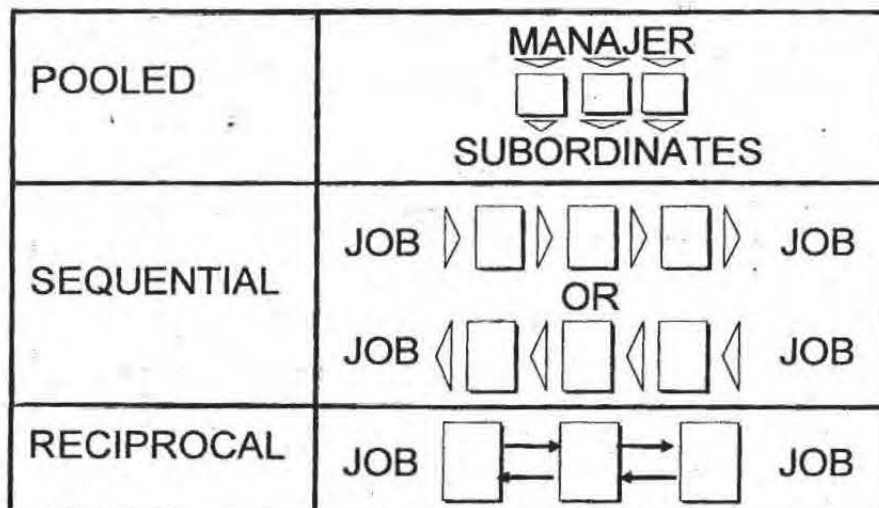 POOLED
MANAJER
SUBORDINATES
SEQUENTIAL
JOB JOB
OR
JOB JOB
RECIPROCAL
JOB JOB